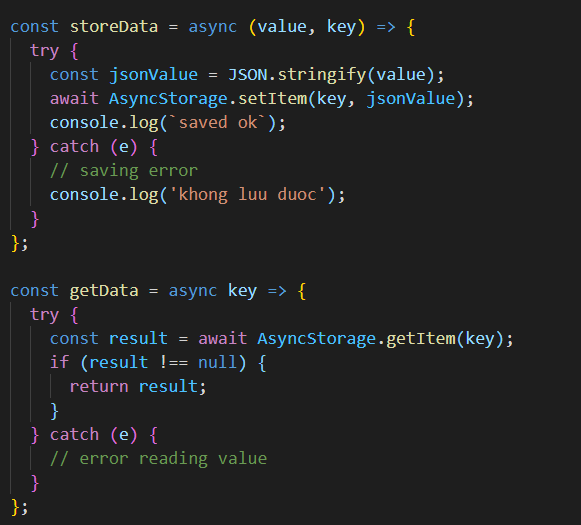 const storeData = async (value, key) => {
  try {
    const jsonValue = JSON.stringify(value);
    await AsyncStorage.setItem(key, jsonValue);
    console.log(`saved ok`);
  } catch (e) {
    // saving error
    console.log('khong luu duoc');
  }
};

const getData = async key => {
  try {
    const result = await AsyncStorage.getItem(key);
    if (result !== null) {
      return result;
    }
  } catch (e) {
    // error reading value
  }
};